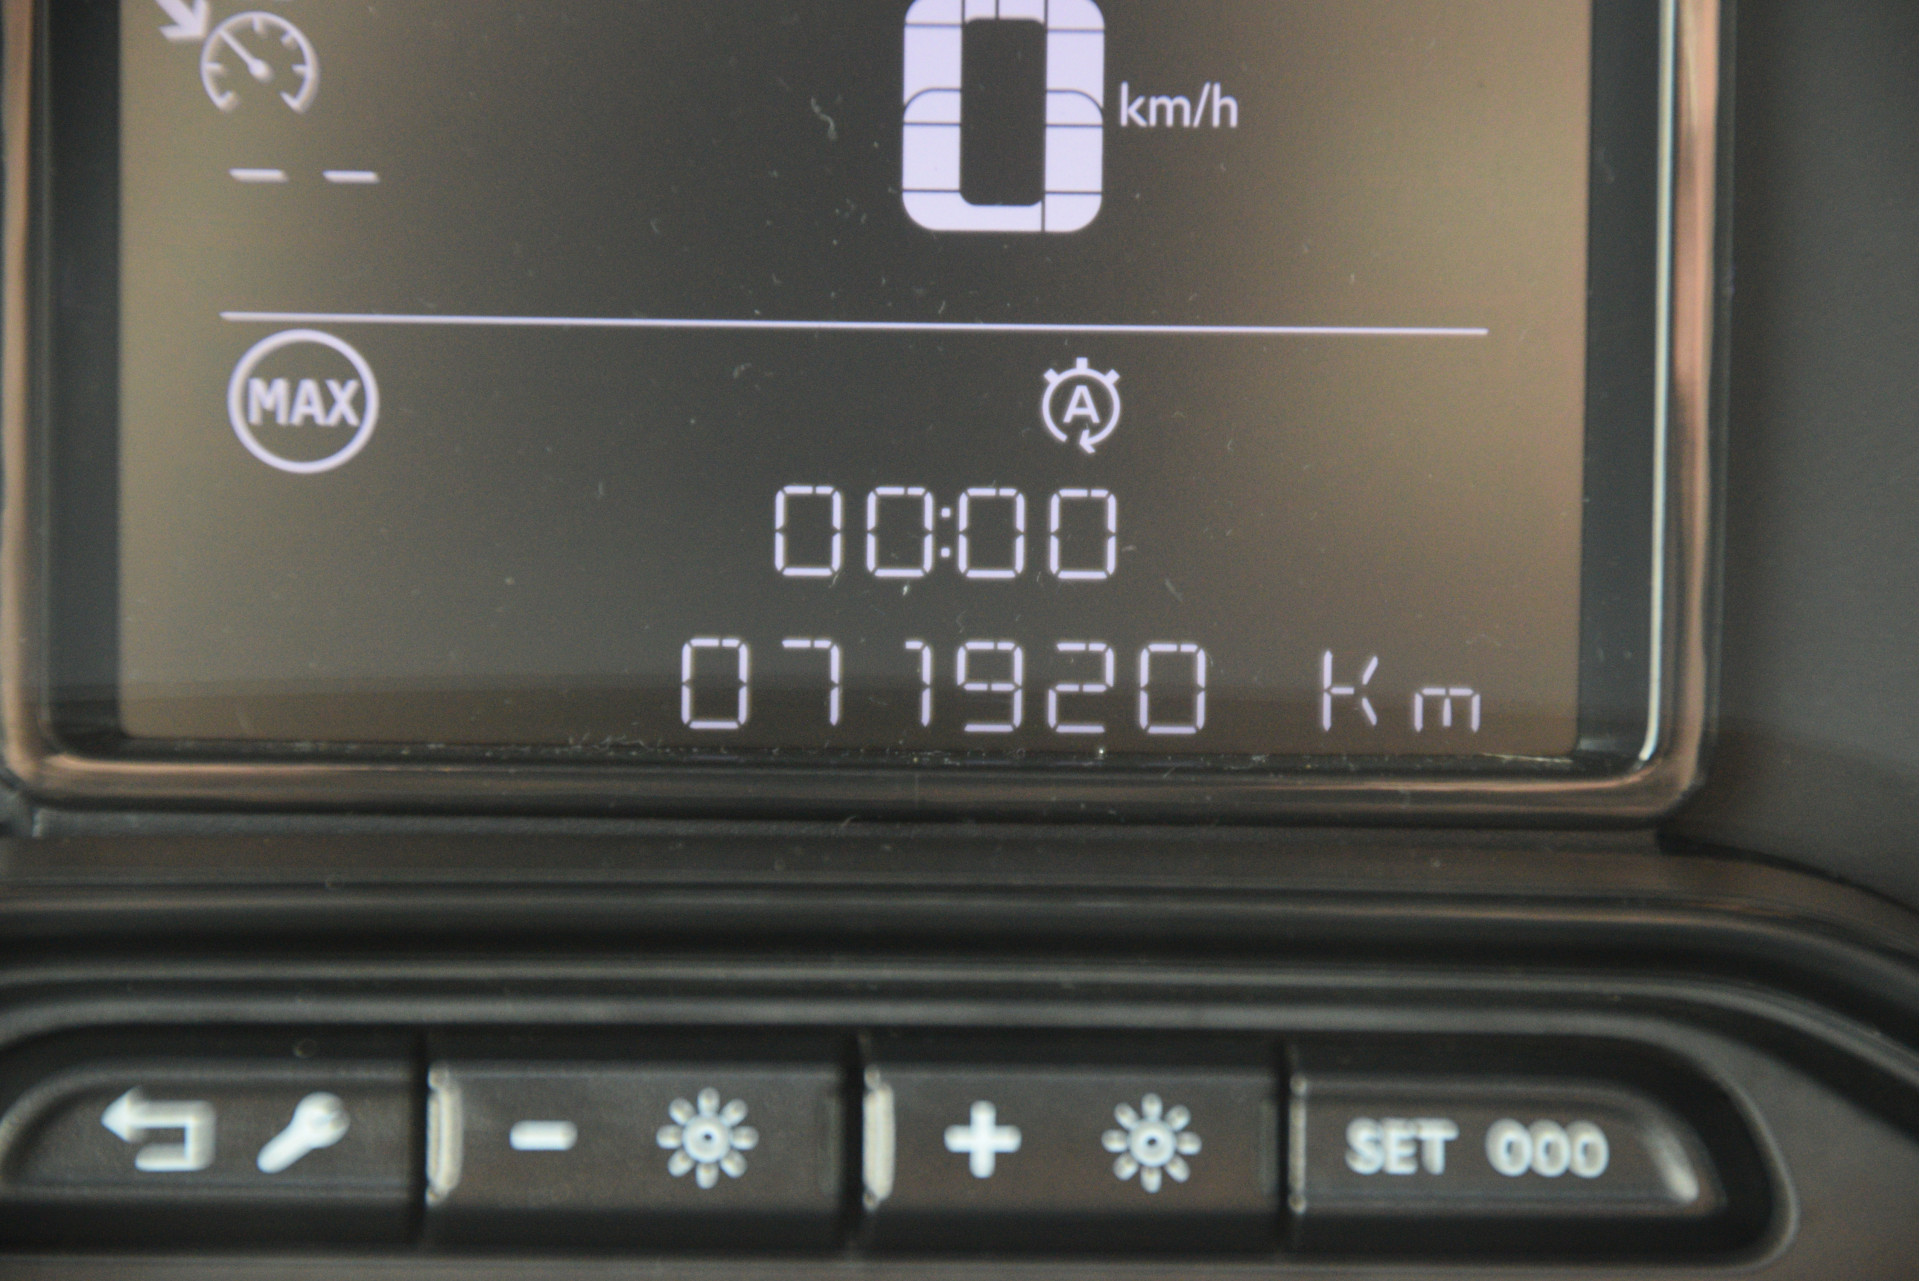 0 km/h
-- --
MAX A
00:00
071920 Km
- + SET 000